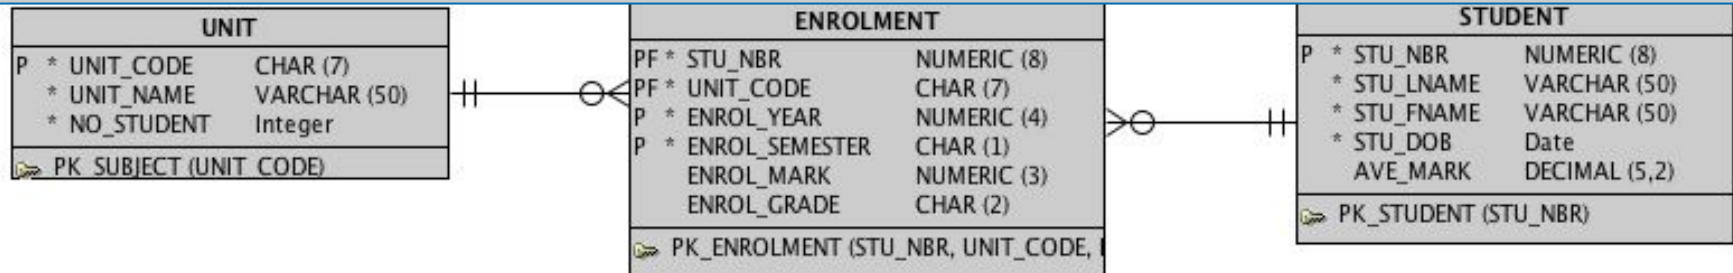 UNIT
P * UNIT_CODE CHAR (7)
* UNIT_NAME VARCHAR (50)
* NO_STUDENT Integer
PK_SUBJECT (UNIT_CODE)
ENROLMENT
PF * STU_NBR NUMERIC (8)
PF * UNIT_CODE CHAR (7)
P * ENROL_YEAR NUMERIC (4)
P * ENROL_SEMESTER CHAR (1)
ENROL_MARK NUMERIC (3)
ENROL_GRADE CHAR (2)
PK_ENROLMENT (STU_NBR, UNIT_CODE,
STUDENT
P * STU_NBR NUMERIC (8)
* STU_LNAME VARCHAR (50)
* STU_FNAME VARCHAR (50)
* STU_DOB Date
AVE_MARK DECIMAL (5,2)
PK_STUDENT (STU_NBR)